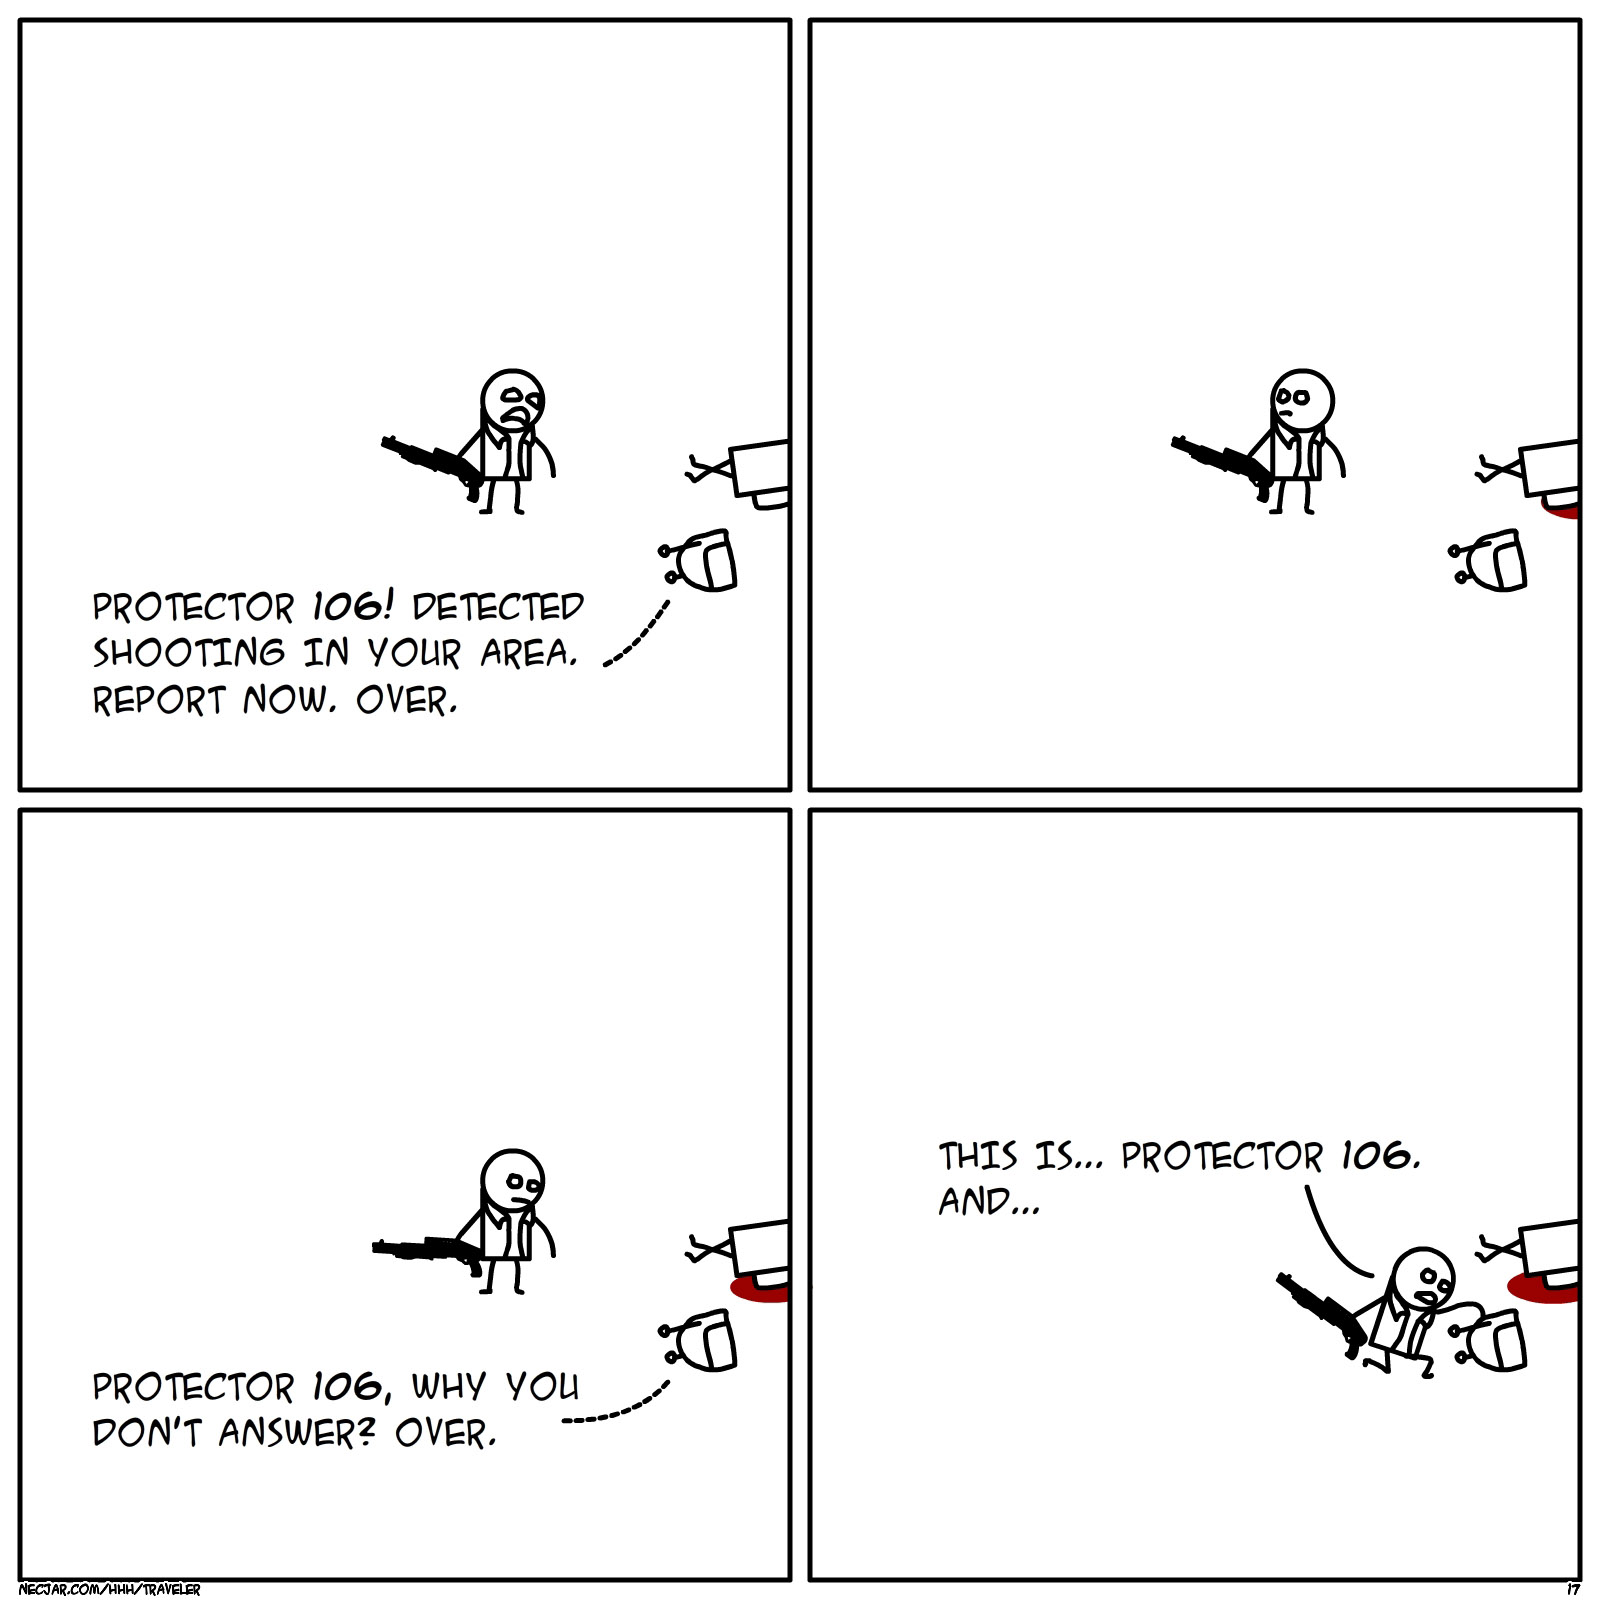 PROTECTOR 106! DETECTED
SHOOTING IN YOUR AREA.
REPORT NOW. OVER.
PROTECTOR 106, WHY YOU
DON'T ANSWER? OVER.
THIS IS... PROTECTOR 106.
AND...
NECJAR.COM/HHH/TRAVELER
17